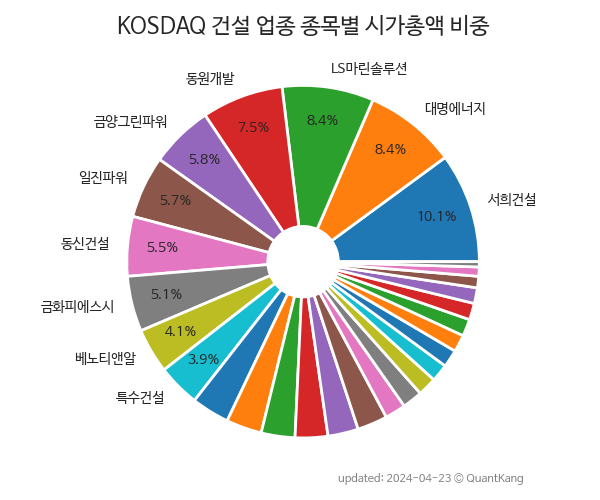 KOSDAQ 건설 업종 종목별 시가총액 비중
LS마린솔루션
동원개발
대명에너지
금양그린파워
8.4%
7.5%
8.4%
5.8%
일진파워
5.7%
서희건설
10.1%
동신건설
5.5%
5.1%
금화피에스시
4.1%
베노티앤알
3.9%
특수건설
updated: 2024-04-23 © QuantKang